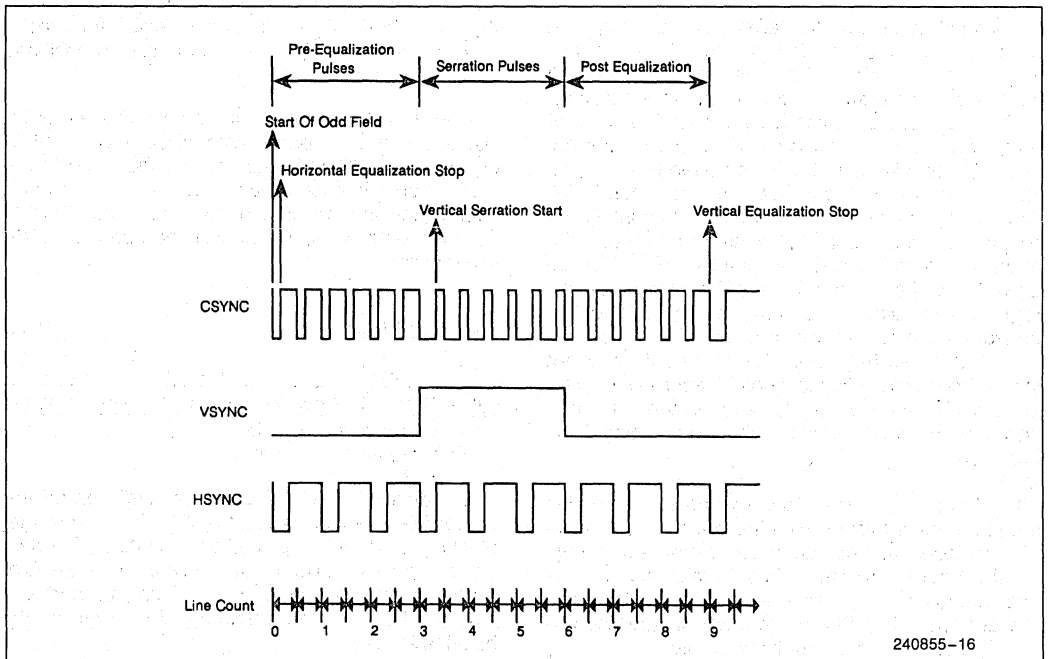 Pre-Equalization
Pulses
Serration Pulses
Post Equalization
Start Of Odd Field
Horizontal Equalization Stop
Vertical Serration Start
Vertical Equalization Stop
CSYNC
VSYNC
HSYNC
Line Count
0 1 2 3 4 5 6 7 8 9
240855-16